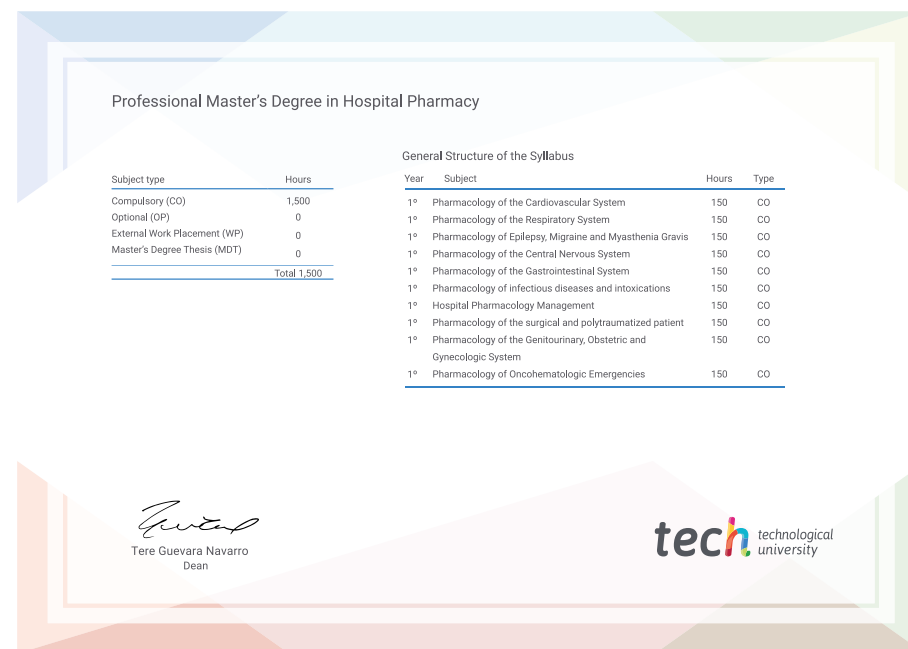 Professional Master's Degree in Hospital Pharmacy
Subject type Hours
Compulsory (CO) 1,500
Optional (OP) 0
External Work Placement (WP) 0
Master's Degree Thesis (MDT) 0
Total 1,500
General Structure of the Syllabus
Year Subject Hours Type
1º Pharmacology of the Cardiovascular System 150 CO
1º Pharmacology of the Respiratory System 150 CO
1º Pharmacology of Epilepsy, Migraine and Myasthenia Gravis 150 CO
1º Pharmacology of the Central Nervous System 150 CO
1º Pharmacology of the Gastrointestinal System 150 CO
1º Pharmacology of infectious diseases and intoxications 150 CO
1º Hospital Pharmacology Management 150 CO
1º Pharmacology of the surgical and polytraumatized patient 150 CO
1º Pharmacology of the Genitourinary, Obstetric and 150 CO
Gynecologic System
1º Pharmacology of Oncohematologic Emergencies 150 CO
Tere Guevara Navarro
Dean
tech technological
university